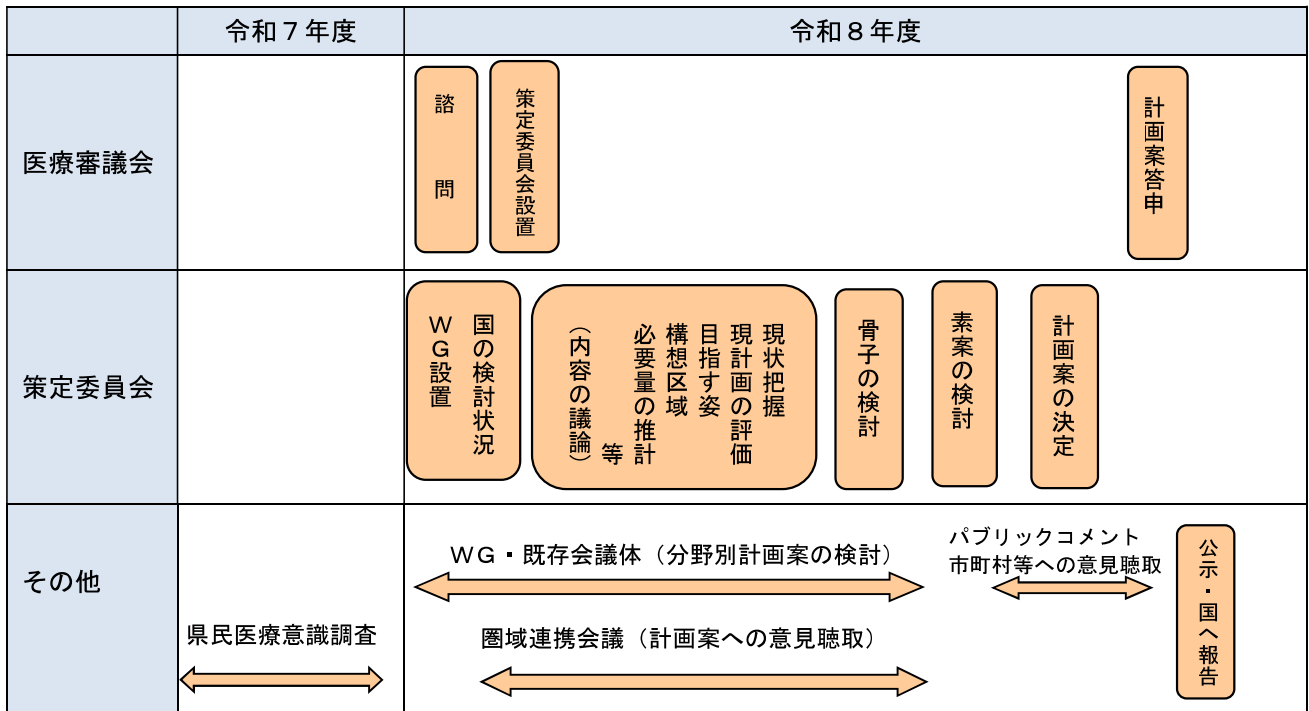 令和７年度
令和８年度
医療審議会
諮問
策定委員会設置
計画案答申
策定委員会
国の検討状況
ＷＧ設置
現状把握
現計画の評価
目指す姿
構想区域
必要量の推計
等
（内容の議論）
骨子の検討
素案の検討
計画案の決定
その他
県民医療意識調査
ＷＧ・既存会議体（分野別計画案の検討）
圏域連携会議（計画案への意見聴取）
パブリックコメント
市町村等への意見聴取
公示・国へ報告